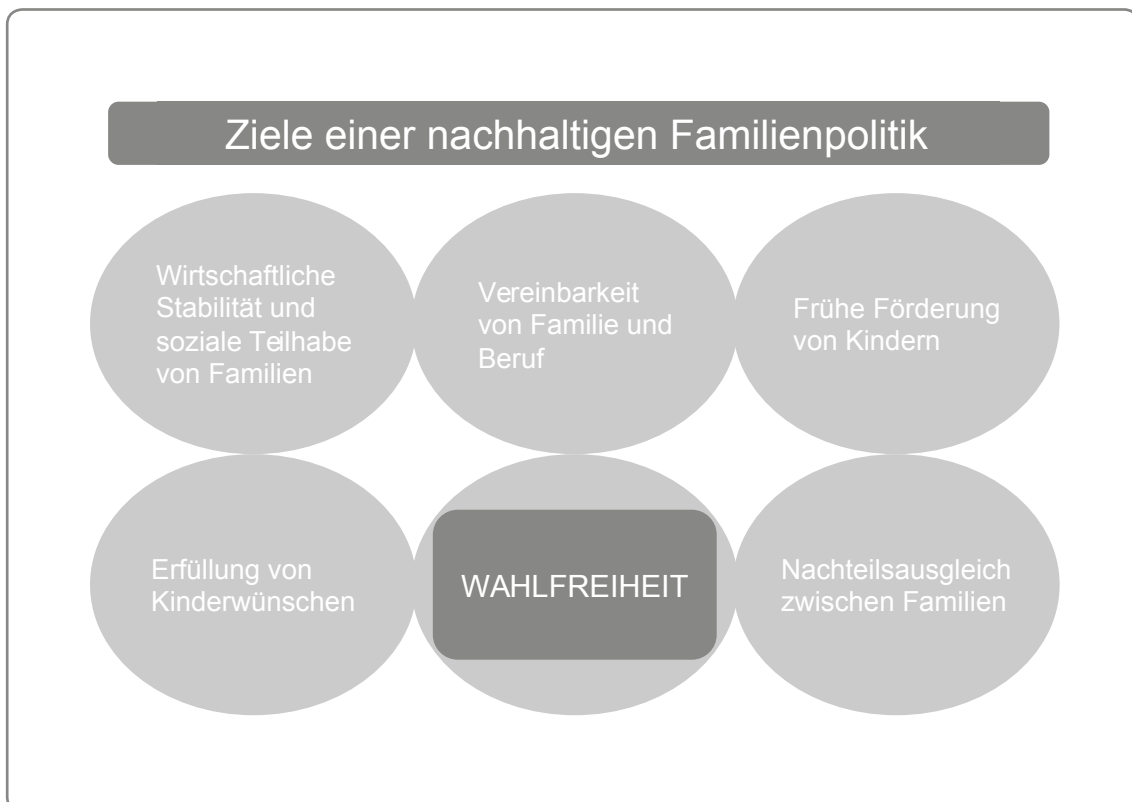 Ziele einer nachhaltigen Familienpolitik
Wirtschaftliche
Stabilität und
soziale Teilhabe
von Familien
Vereinbarkeit
von Familie und
Beruf
Frühe Förderung
von Kindern
Erfüllung von
Kinderwünschen
WAHLFREIHEIT
Nachteilsausgleich
zwischen Familien